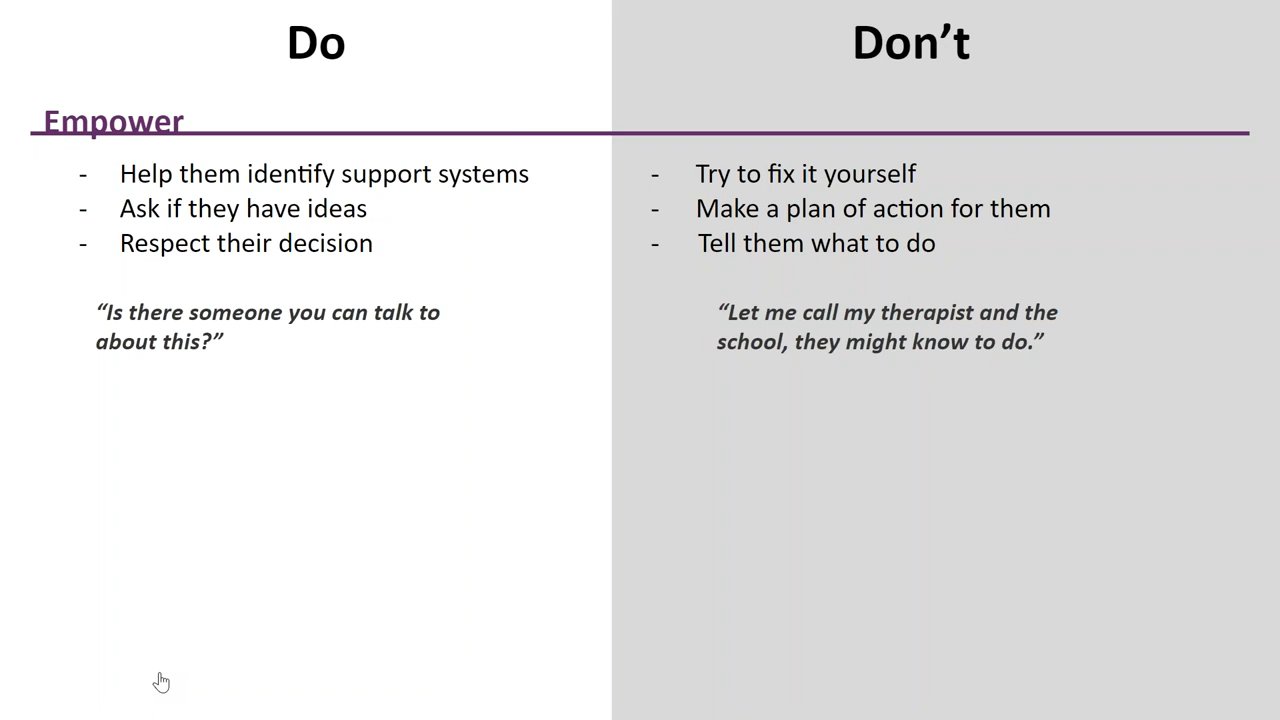 Do
Don’t
Empower
- Help them identify support systems
- Ask if they have ideas
- Respect their decision
“Is there someone you can talk to
about this?”
- Try to fix it yourself
- Make a plan of action for them
- Tell them what to do
“Let me call my therapist and the
school, they might know to do.”